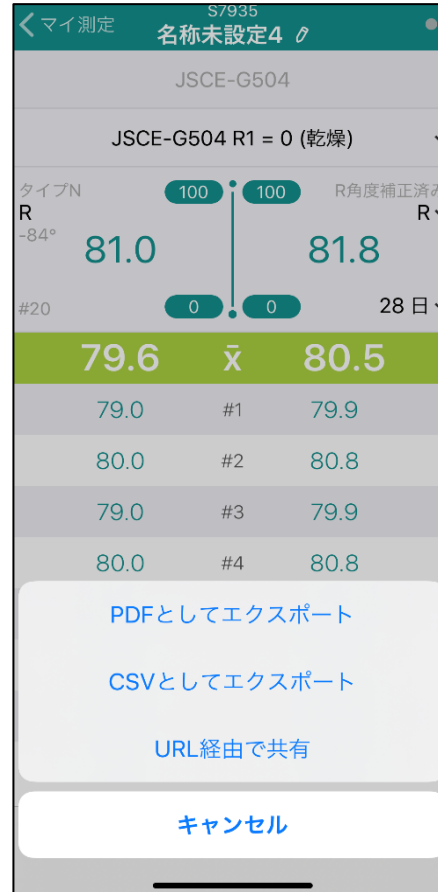 S7935
マイ測定
名称未設定4
JSCE-G504
JSCE-G504 R1 = 0 (乾燥)
タイプN
100
100
R角度補正済み
R
R
-84°
81.0
81.8
#20
0
0
28 日
79.6 x̄ 80.5
79.0 #1 79.9
80.0 #2 80.8
79.0 #3 79.9
80.0 #4 80.8
PDFとしてエクスポート
CSVとしてエクスポート
URL経由で共有
キャンセル